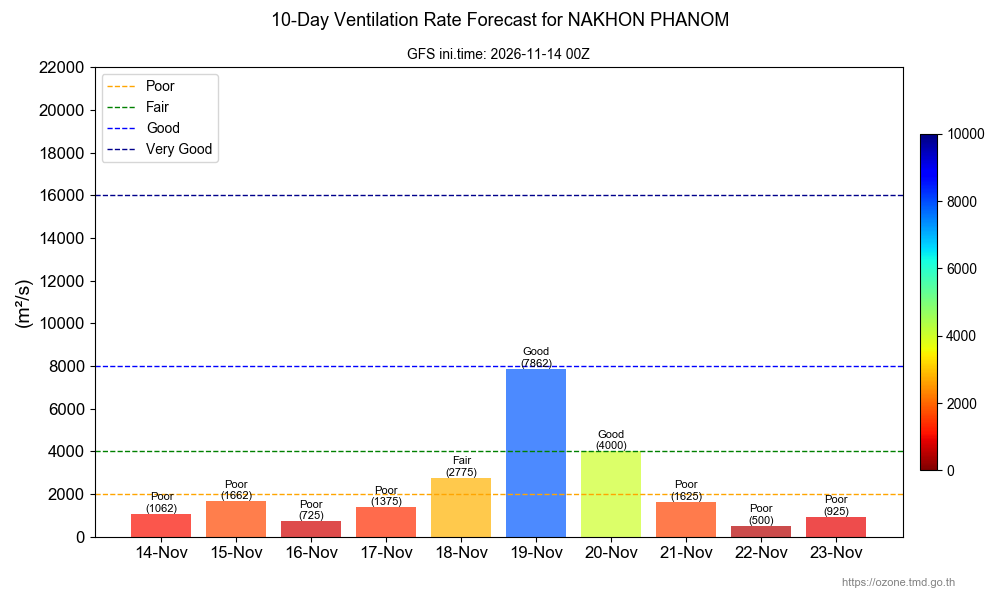 10-Day Ventilation Rate Forecast for NAKHON PHANOM
GFS ini.time: 2026-11-14 00Z
(m²/s)
22000
20000
18000
16000
14000
12000
10000
8000
6000
4000
2000
0
Poor
Fair
Good
Very Good
Poor
(1062)
Poor
(1662)
Poor
(725)
Poor
(1375)
Fair
(2775)
Good
(7862)
Good
(4000)
Poor
(1625)
Poor
(500)
Poor
(925)
14-Nov 15-Nov 16-Nov 17-Nov 18-Nov 19-Nov 20-Nov 21-Nov 22-Nov 23-Nov
10000
8000
6000
4000
2000
0
https://ozone.tmd.go.th